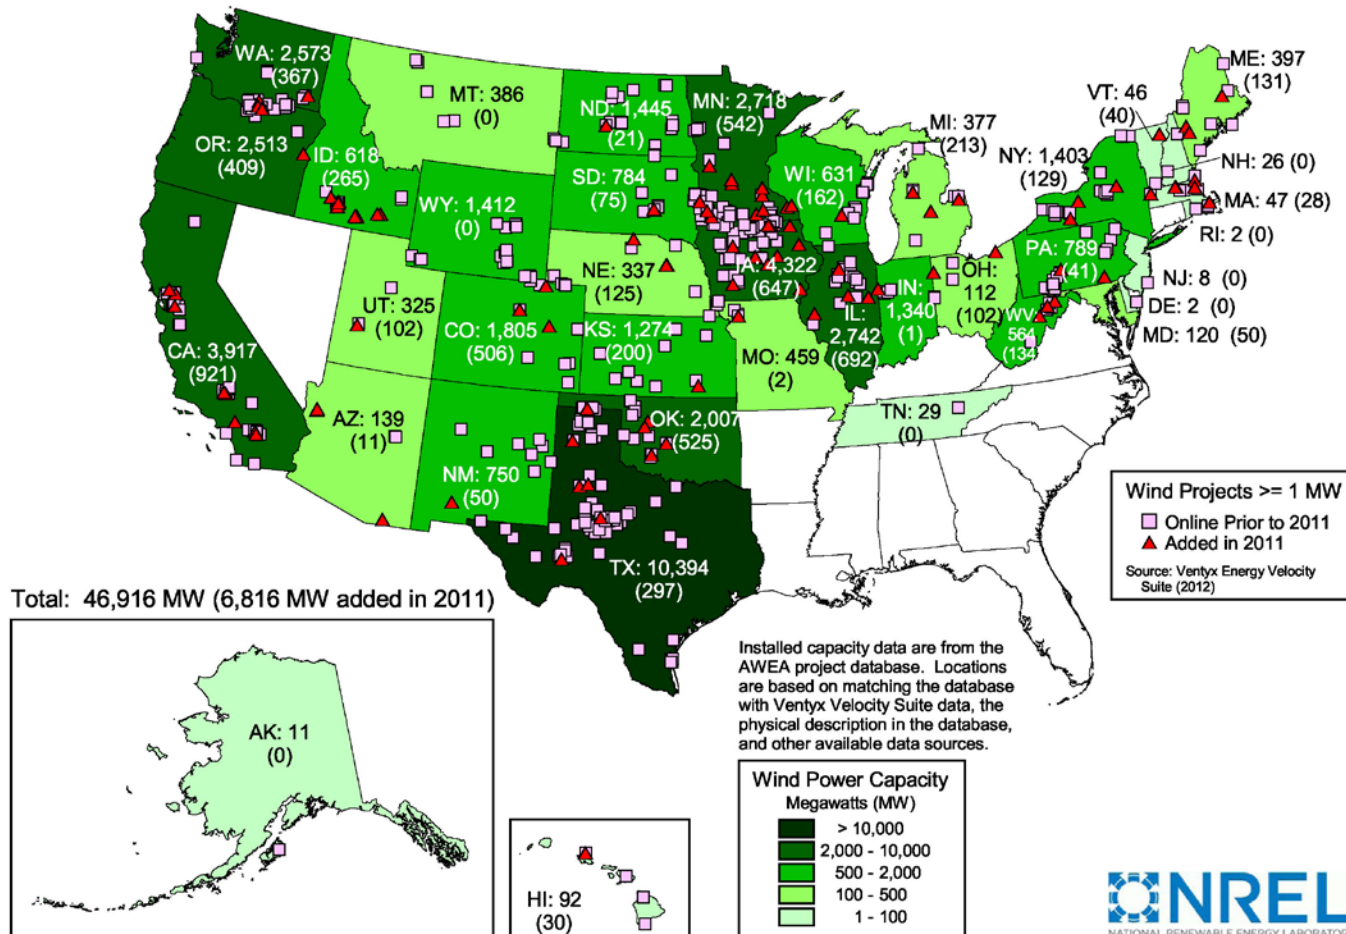 WA: 2,573
(367)
MT: 386
(0)
ND: 1,445
(21)
MN: 2,718
(542)
ME: 397
(131)
VT: 46
(40)
MI: 377
(213)
OR: 2,513
(409)
ID: 618
(265)
SD: 784
(75)
WI: 631
(162)
NY: 1,403
(129)
NH: 26 (0)
WY: 1,412
(0)
MA: 47 (28)
RI: 2 (0)
NE: 337
(125)
IA: 4,322
(647)
PA: 789
(41)
NJ: 8 (0)
UT: 325
(102)
CO: 1,805
(506)
KS: 1,274
(200)
IL:
2,742
(692)
IN:
1,340
(1)
OH:
112
(102)
WV:
564
(134)
DE: 2 (0)
MD: 120 (50)
CA: 3,917
(921)
MO: 459
(2)
AZ: 139
(11)
NM: 750
(50)
OK: 2,007
(525)
TN: 29
(0)
TX: 10,394
(297)
Wind Projects >= 1 MW
Online Prior to 2011
Added in 2011
Source: Ventyx Energy Velocity
Suite (2012)
Total: 46,916 MW (6,816 MW added in 2011)
AK: 11
(0)
HI: 92
(30)
Installed capacity data are from the
AWEA project database. Locations
are based on matching the database
with Ventyx Velocity Suite data, the
physical description in the database,
and other available data sources.
Wind Power Capacity
Megawatts (MW)
> 10,000
2,000 - 10,000
500 - 2,000
100 - 500
1 - 100
NREL
NATIONAL RENEWABLE ENERGY LABORATOR